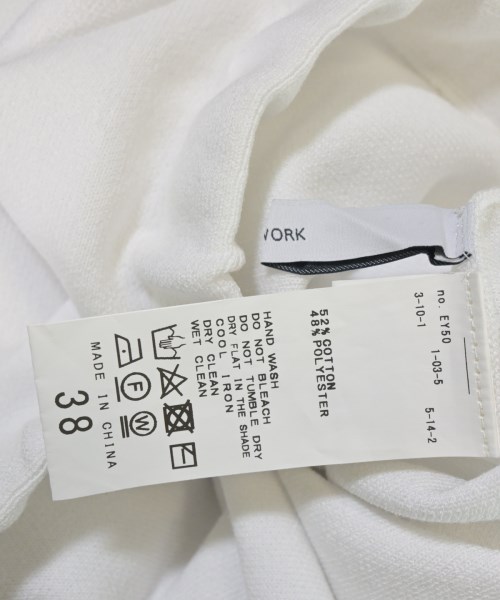 no. EY50
3-10-1 1-03-5 5-14-2
52% COTTON
48% POLYESTER
HAND WASH
DO NOT BLEACH
DO NOT TUMBLE DRY
DRY FLAT IN THE SHADE
COOL IRON
DRY CLEAN
WET CLEAN
F W
MADE IN CHINA
38